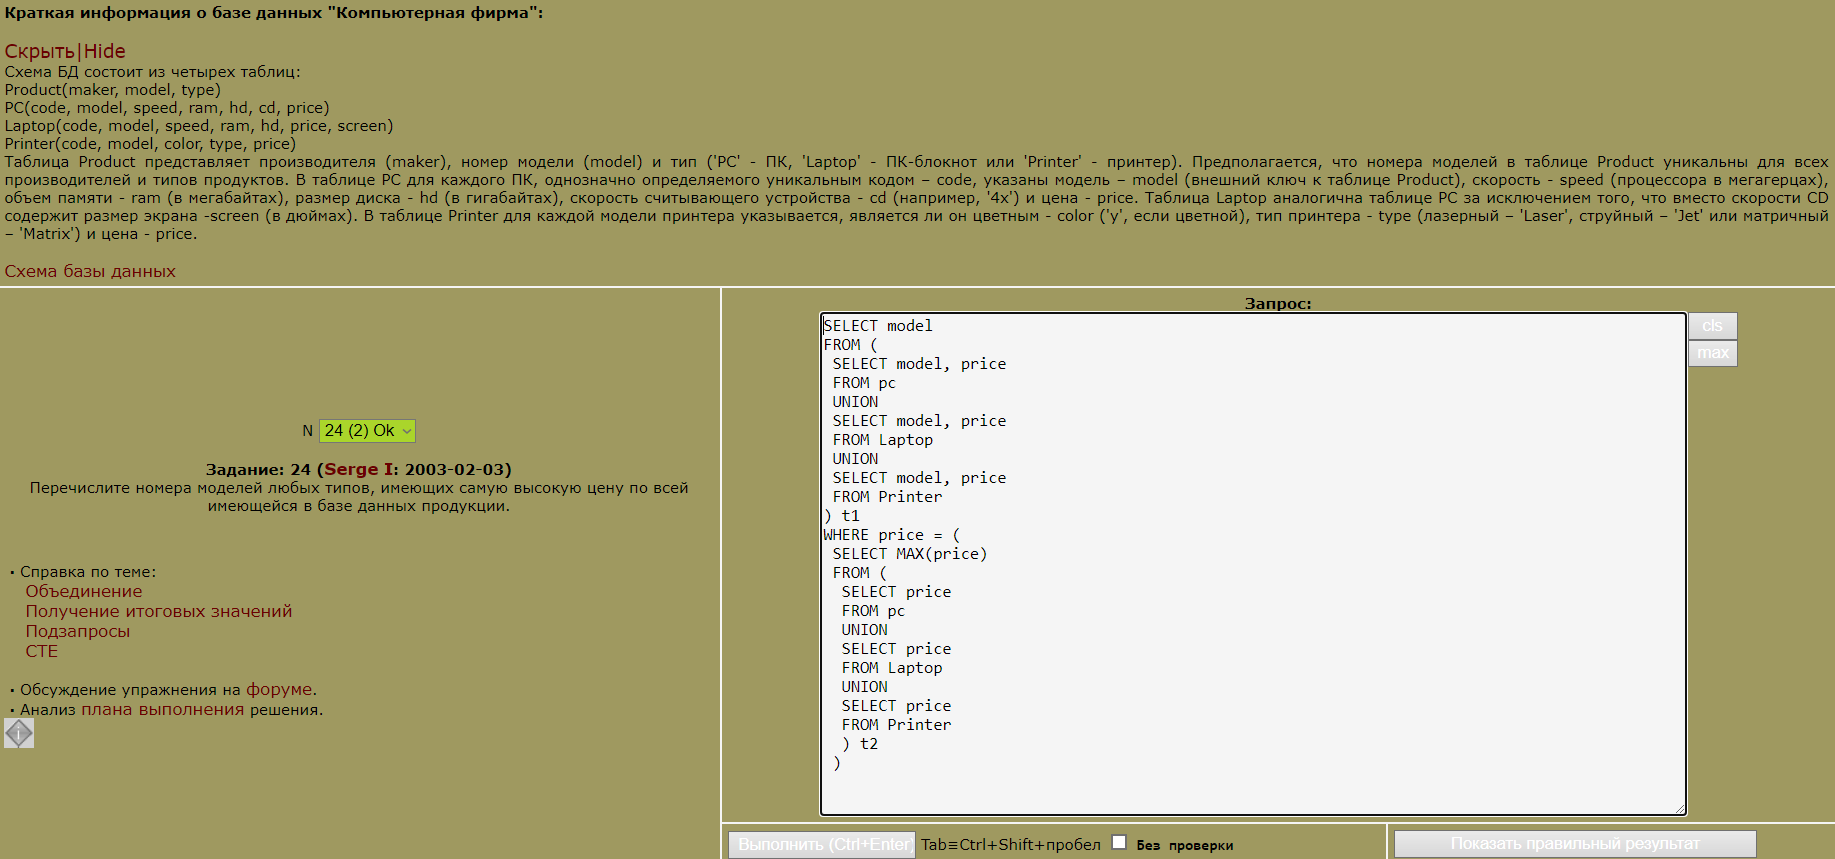 Краткая информация о базе данных "Компьютерная фирма":
Скрыть|Hide
Схема БД состоит из четырех таблиц:
Product(maker, model, type)
PC(code, model, speed, ram, hd, cd, price)
Laptop(code, model, speed, ram, hd, price, screen)
Printer(code, model, color, type, price)
Таблица Product представляет производителя (maker), номер модели (model) и тип ('PC' - ПК, 'Laptop' - ПК-блокнот или 'Printer' - принтер). Предполагается, что номера моделей в таблице Product уникальны для всех
производителей и типов продуктов. В таблице PC для каждого ПК, однозначно определяемого уникальным кодом – code, указаны модель – model (внешний ключ к таблице Product), скорость - speed (процессора в мегагерцах),
объем памяти - ram (в мегабайтах), размер диска - hd (в гигабайтах), скорость считывающего устройства - cd (например, '4x') и цена - price. Таблица Laptop аналогична таблице РС за исключением того, что вместо скорости CD
содержит размер экрана -screen (в дюймах). В таблице Printer для каждой модели принтера указывается, является ли он цветным - color ('y', если цветной), тип принтера - type (лазерный – 'Laser', струйный – 'Jet' или матричный
– 'Matrix') и цена - price.
Схема базы данных
N 24 (2) Ok
Задание: 24 (Serge I: 2003-02-03)
Перечислите номера моделей любых типов, имеющих самую высокую цену по всей
имеющейся в базе данных продукции.
· Справка по теме:
Объединение
Получение итоговых значений
Подзапросы
CTE
· Обсуждение упражнения на форуме.
· Анализ плана выполнения решения.
i
Запрос:
SELECT model
FROM (
SELECT model, price
FROM pc
UNION
SELECT model, price
FROM Laptop
UNION
SELECT model, price
FROM Printer
) t1
WHERE price = (
SELECT MAX(price)
FROM (
SELECT price
FROM pc
UNION
SELECT price
FROM Laptop
UNION
SELECT price
FROM Printer
) t2
)
cls
max
Выполнить (Ctrl+Enter) Tab≡Ctrl+Shift+пробел Без проверки
Показать правильный результат